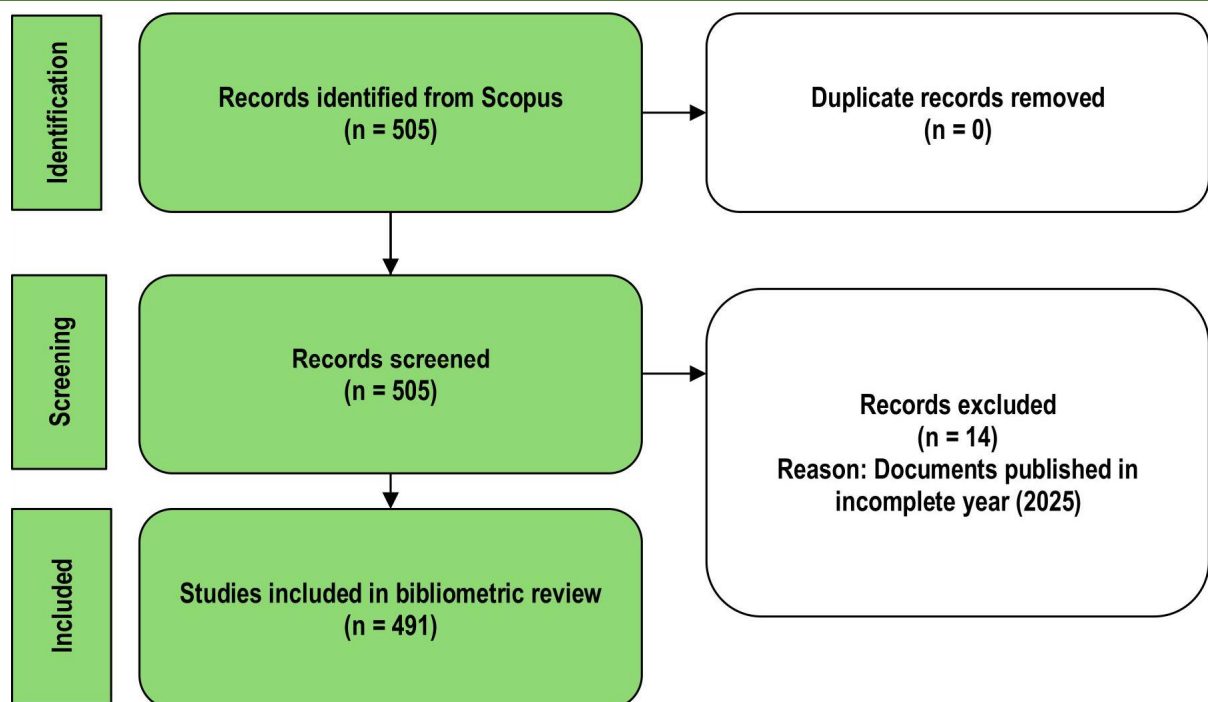 Identification
Records identified from Scopus
(n = 505)
Duplicate records removed
(n = 0)
Screening
Records screened
(n = 505)
Records excluded
(n = 14)
Reason: Documents published in
incomplete year (2025)
Included
Studies included in bibliometric review
(n = 491)